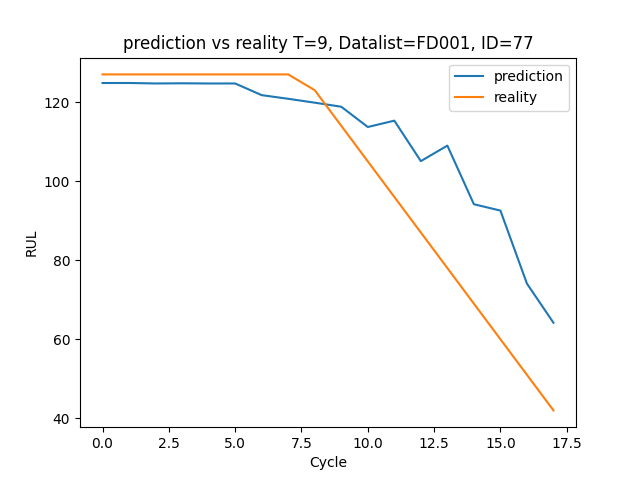 prediction vs reality T=9, Datalist=FD001, ID=77
prediction
reality
120
100
80
60
40
RUL
0.0 2.5 5.0 7.5 10.0 12.5 15.0 17.5
Cycle